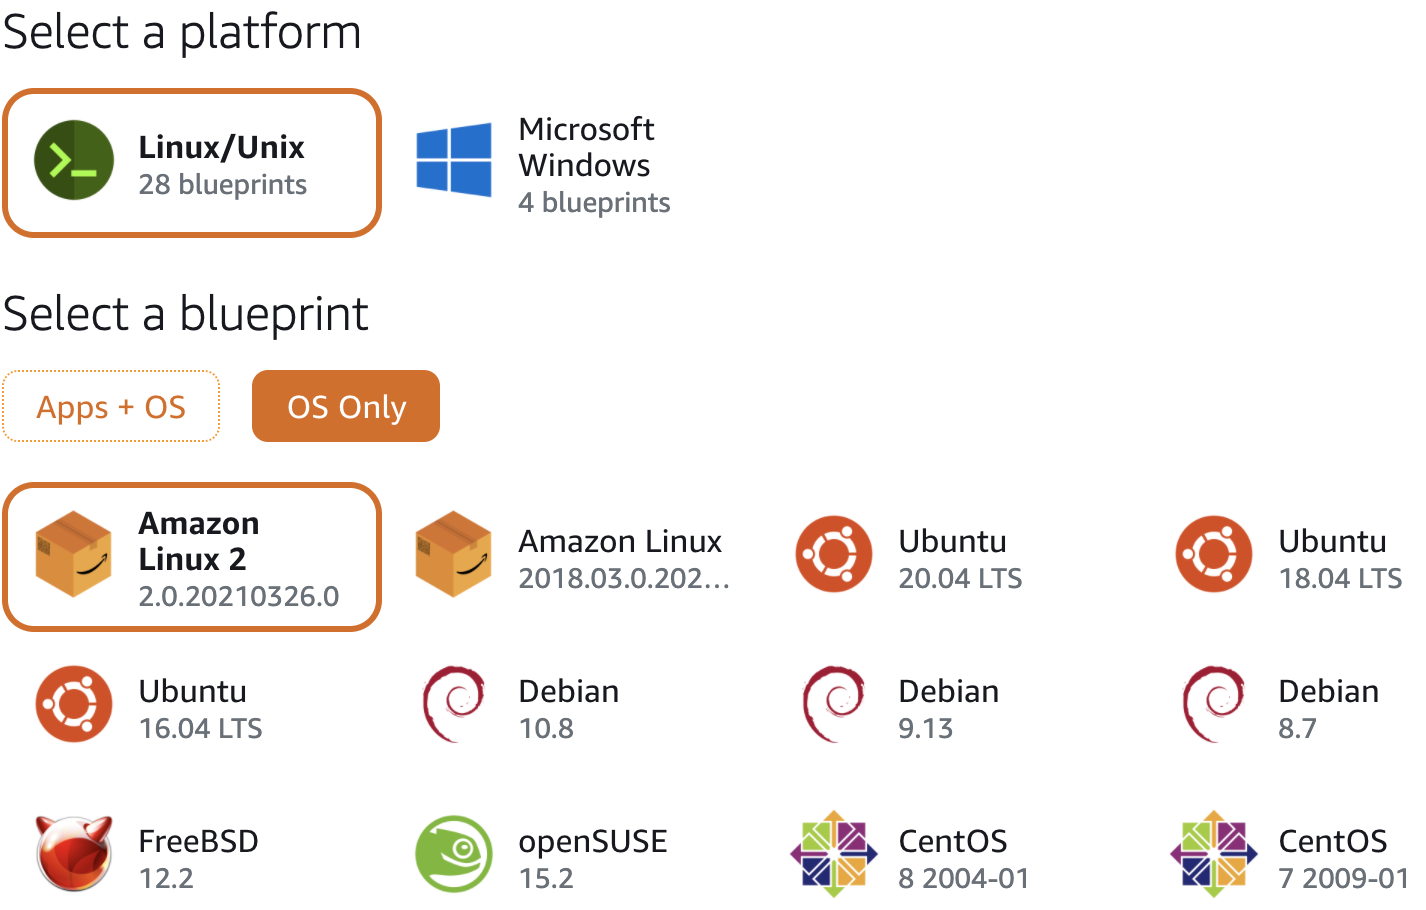 Select a platform
Linux/Unix
28 blueprints
Microsoft
Windows
4 blueprints
Select a blueprint
Apps + OS
OS Only
Amazon
Linux 2
2.0.20210326.0
Amazon Linux
2018.03.0.202...
Ubuntu
20.04 LTS
Ubuntu
18.04 LTS
Ubuntu
16.04 LTS
Debian
10.8
Debian
9.13
Debian
8.7
FreeBSD
12.2
openSUSE
15.2
CentOS
8 2004-01
CentOS
7 2009-01